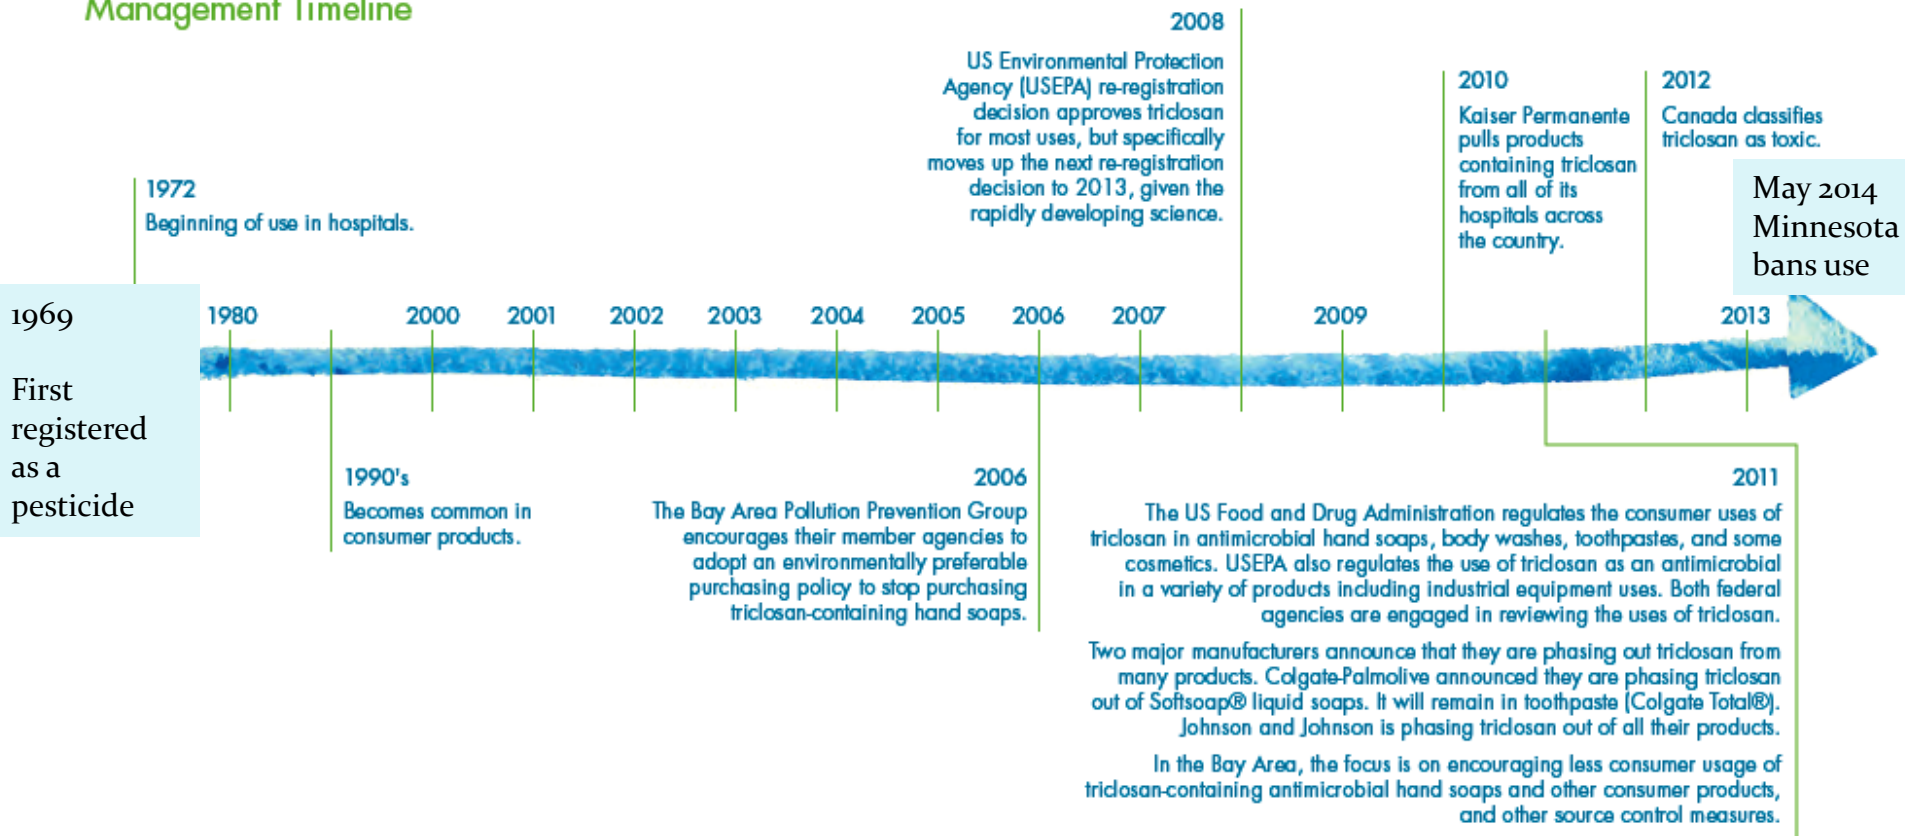 Management Timeline
2008
US Environmental Protection
Agency (USEPA) re-registration
decision approves triclosan
for most uses, but specifically
moves up the next re-registration
decision to 2013, given the
rapidly developing science.
2010
Kaiser Permanente
pulls products
containing triclosan
from all of its
hospitals across
the country.
2012
Canada classifies
triclosan as toxic.
May 2014
Minnesota
bans use
1972
Beginning of use in hospitals.
1969
First
registered
as a
pesticide
1980 2000 2001 2002 2003 2004 2005 2006 2007 2009 2013
1990's
Becomes common in
consumer products.
2006
The Bay Area Pollution Prevention Group
encourages their member agencies to
adopt an environmentally preferable
purchasing policy to stop purchasing
triclosan-containing hand soaps.
2011
The US Food and Drug Administration regulates the consumer uses of
triclosan in antimicrobial hand soaps, body washes, toothpastes, and some
cosmetics. USEPA also regulates the use of triclosan as an antimicrobial
in a variety of products including industrial equipment uses. Both federal
agencies are engaged in reviewing the uses of triclosan.
Two major manufacturers announce that they are phasing out triclosan from
many products. Colgate-Palmolive announced they are phasing triclosan
out of Softsoap® liquid soaps. It will remain in toothpaste (Colgate Total®).
Johnson and Johnson is phasing triclosan out of all their products.
In the Bay Area, the focus is on encouraging less consumer usage of
triclosan-containing antimicrobial hand soaps and other consumer products,
and other source control measures.